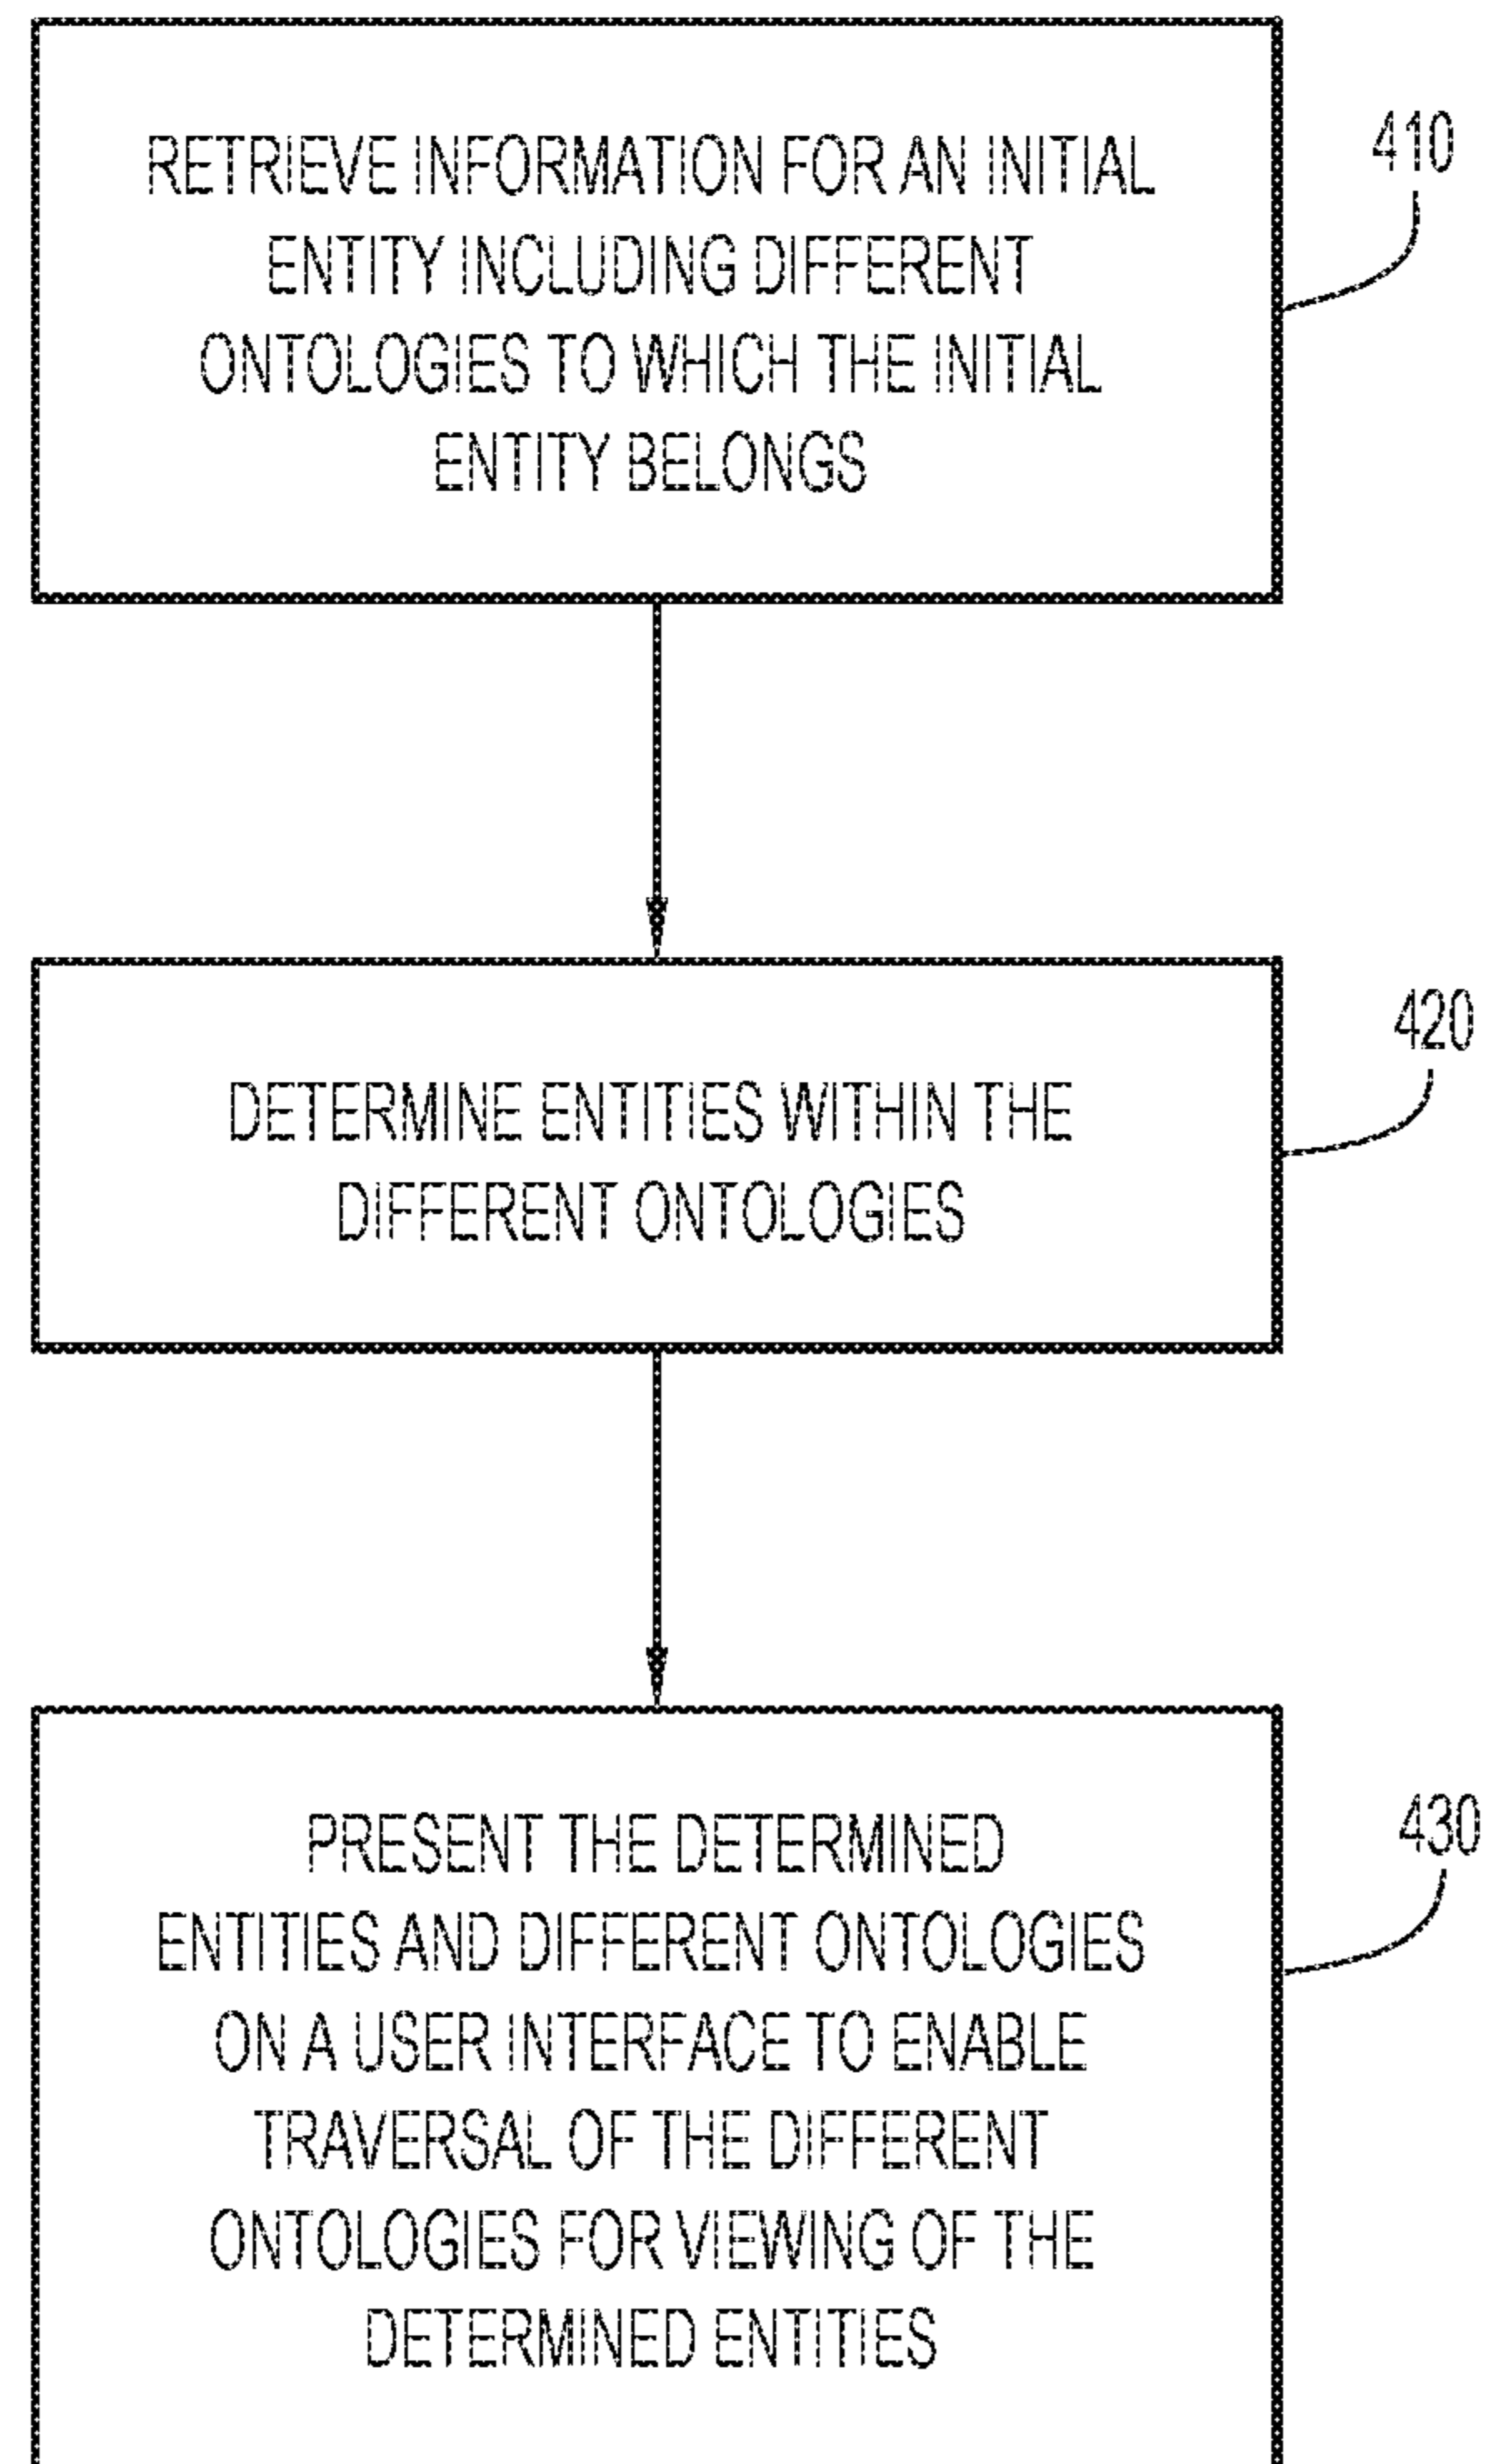 RETRIEVE INFORMATION FOR AN INITIAL
ENTITY INCLUDING DIFFERENT
ONTOLOGIES TO WHICH THE INITIAL
ENTITY BELONGS
410
DETERMINE ENTITIES WITHIN THE
DIFFERENT ONTOLOGIES
420
PRESENT THE DETERMINED
ENTITIES AND DIFFERENT ONTOLOGIES
ON A USER INTERFACE TO ENABLE
TRAVERSAL OF THE DIFFERENT
ONTOLOGIES FOR VIEWING OF THE
DETERMINED ENTITIES
430